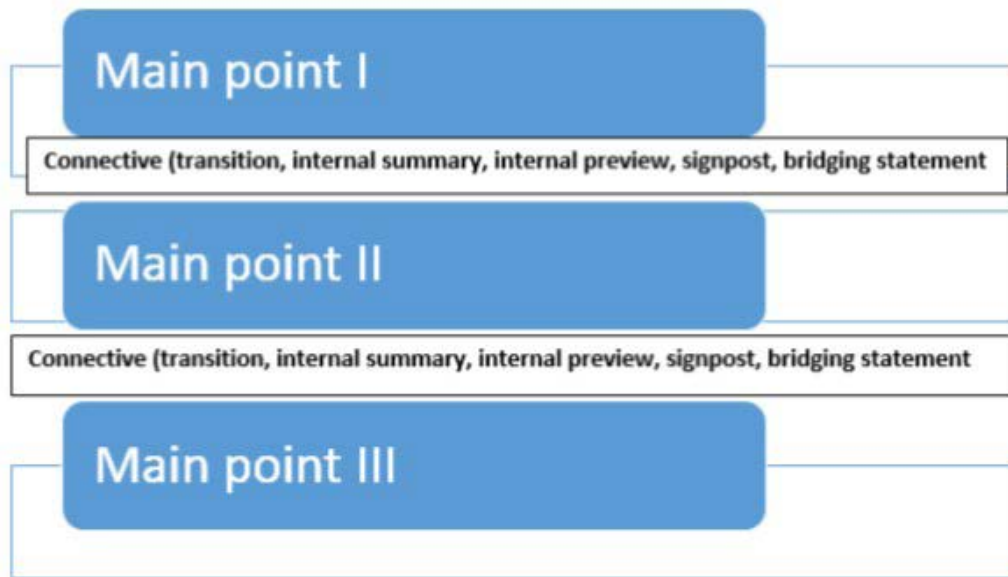 Main point I
Connective (transition, internal summary, internal preview, signpost, bridging statement
Main point II
Connective (transition, internal summary, internal preview, signpost, bridging statement
Main point III